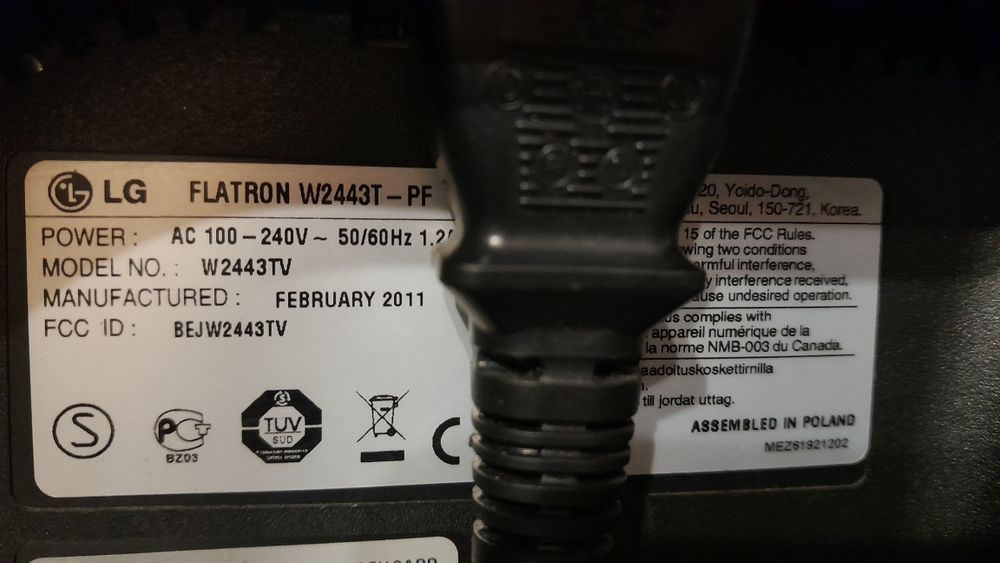 LG FLATRON W2443T-PF
POWER : AC 100-240V~ 50/60Hz
MODEL NO. : W2443TV
MANUFACTURED : FEBRUARY 2011
FCC ID : BEJW2443TV
S
BZ03
TUV
SUD
20, Yoido-Dong,
Seoul, 150-721, Korea.
15 of the FCC Rules.
two conditions
interference,
interference received,
undesired operation.
complies with
appareil numérique de la
la norme NMB-003 du Canada.
till jordat uttag.
ASSEMBLED IN POLAND
MEZ61921202